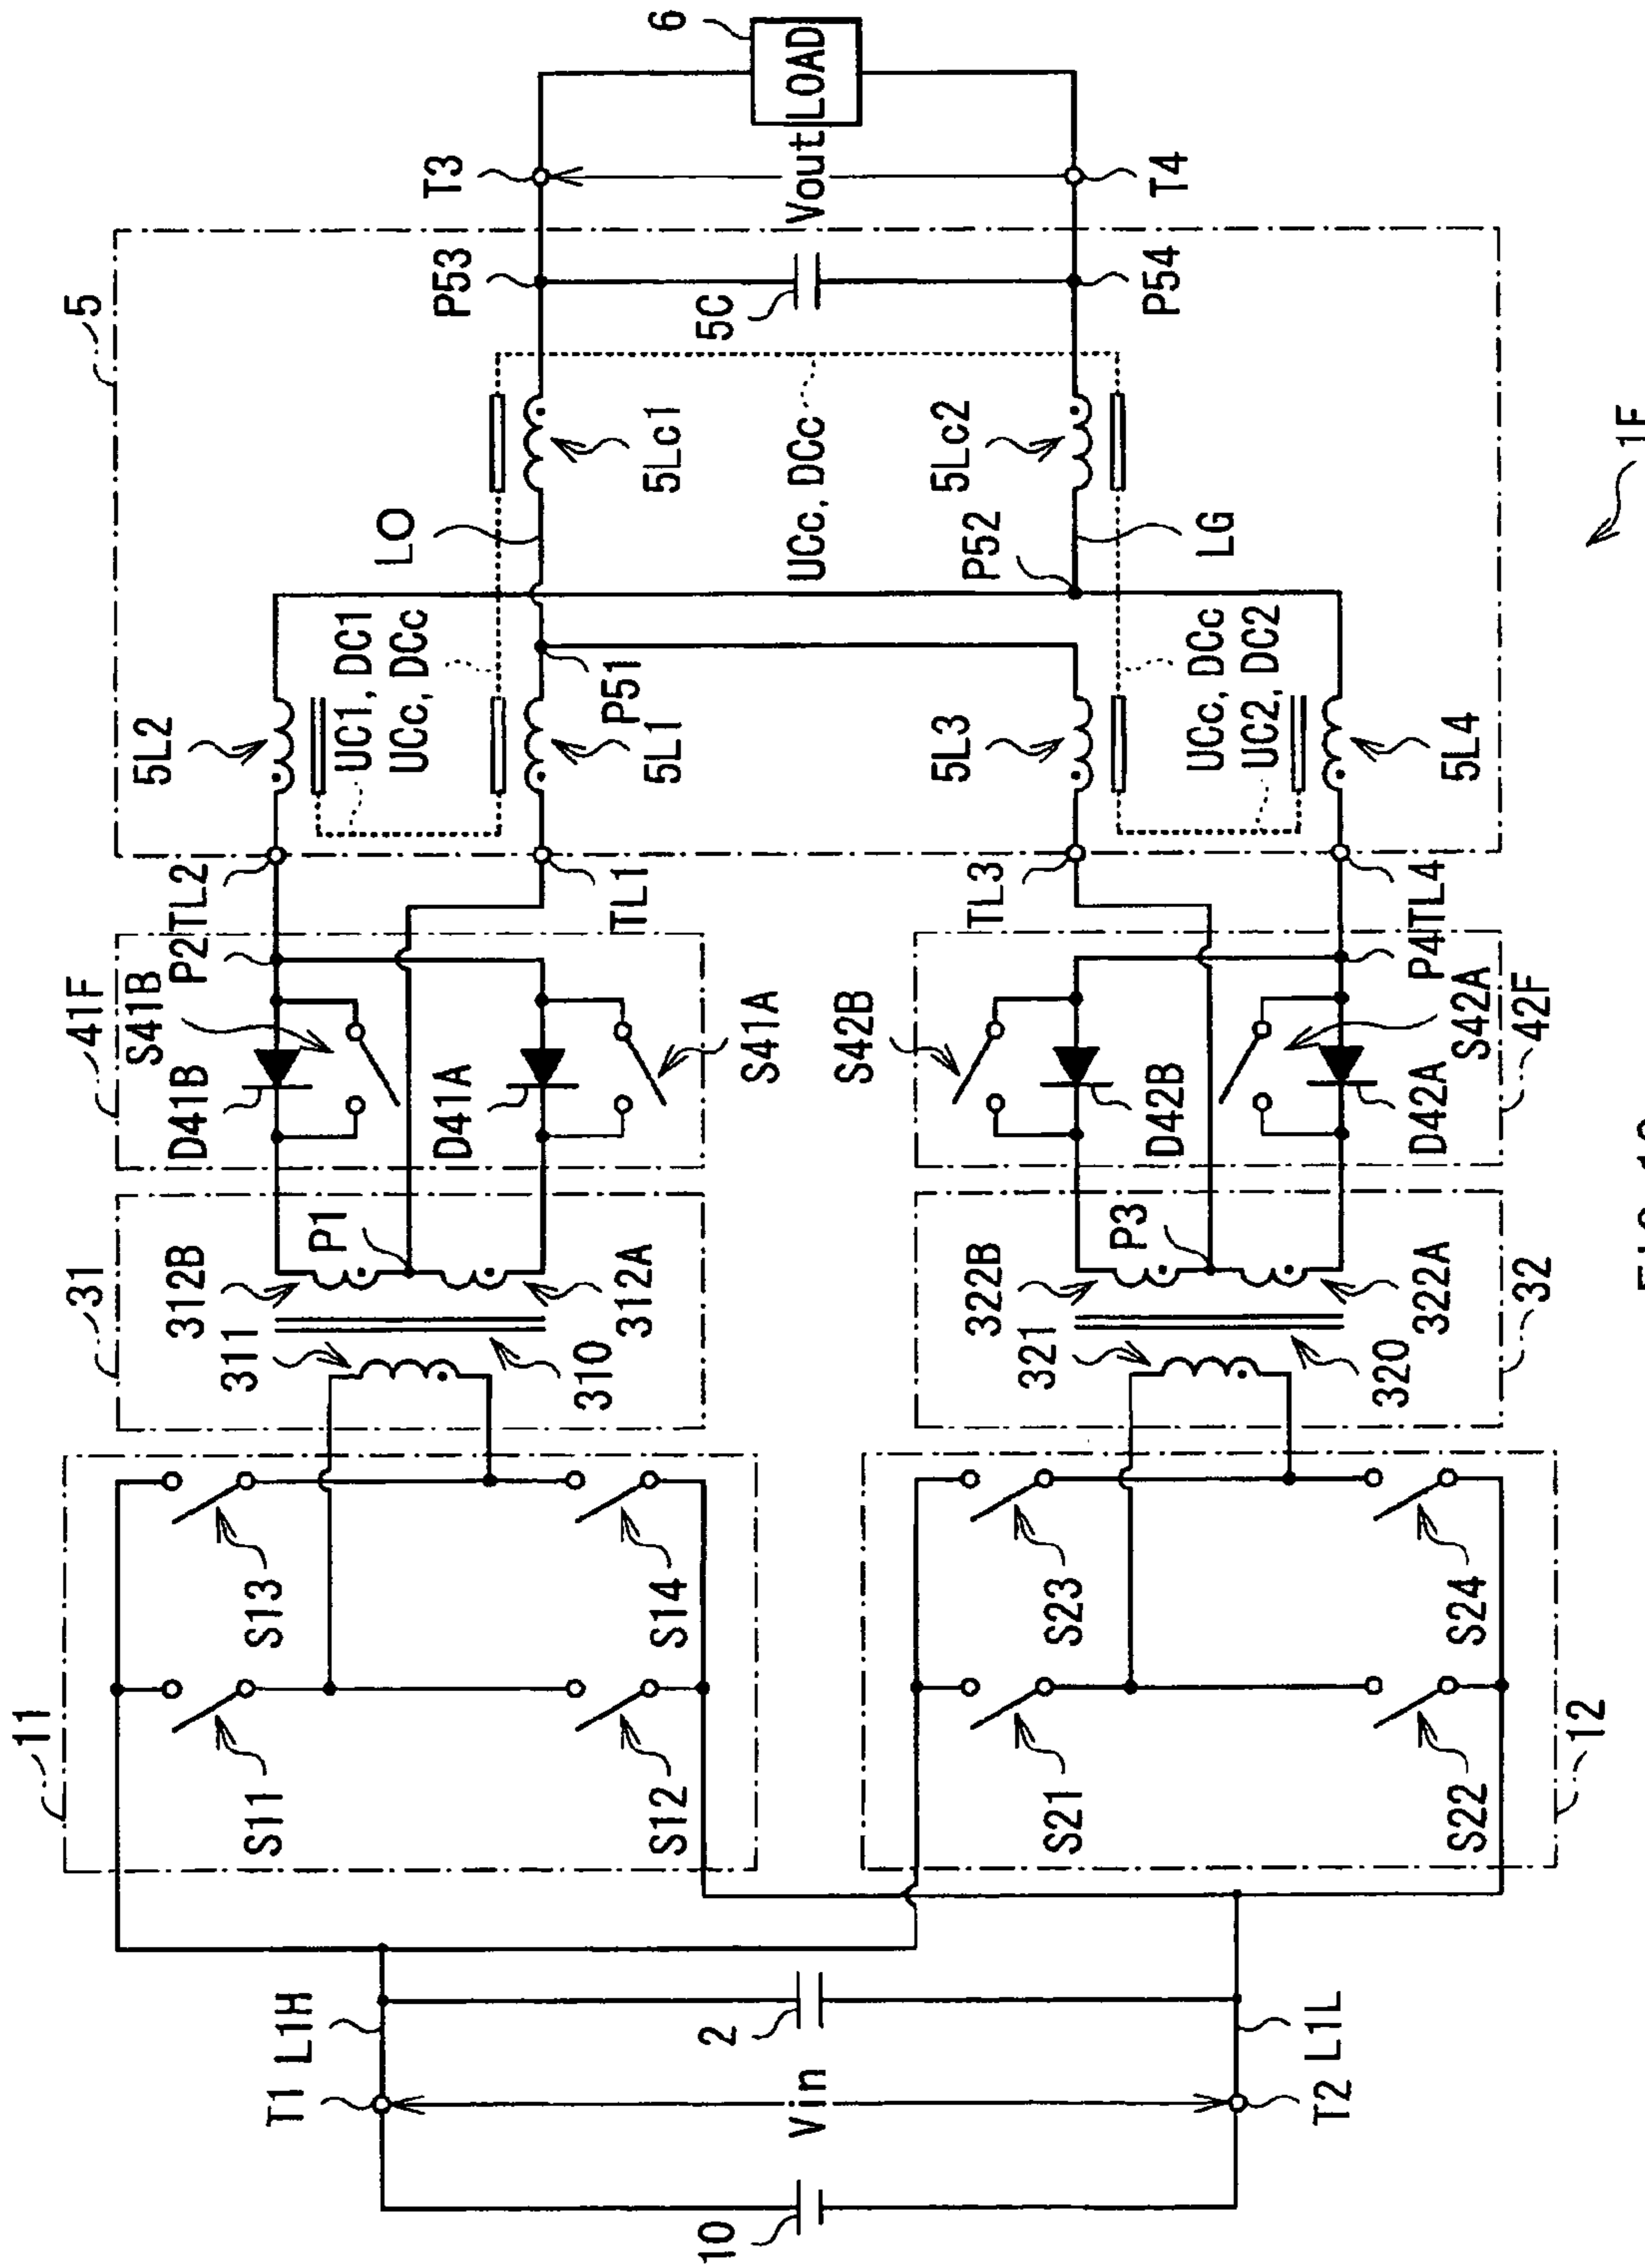 1F
11
S11
S13
S12
S14
31
311
312B
P1
310
312A
41F
S41B
D41B
D41A
S41A
P2
TL2
TL1
5
5L2
UC1, DC1
UCc, DCc
5L1
P51
LO
5Lc1
UCc, DCc
5Lc2
P52
LG
5L3
UCc, DCc
UC2, DC2
5L4
P53
5C
P54
T3
Vout
T4
6
LOAD
10
T1
L1H
2
Vin
T2
L1L
12
S21
S23
S22
S24
32
321
322B
P3
320
322A
42F
S42B
D42B
D42A
S42A
P4
TL4
TL3